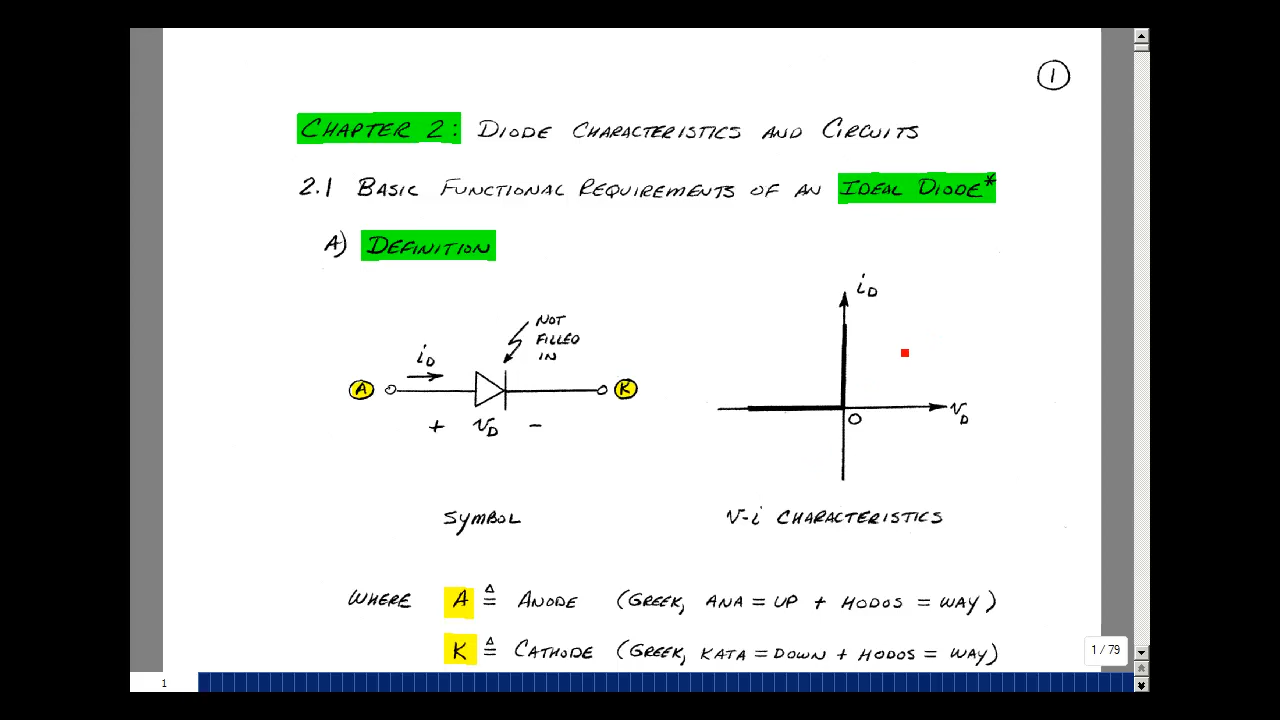 1
CHAPTER 2: DIODE CHARACTERISTICS AND CIRCUITS
2.1 BASIC FUNCTIONAL REQUIREMENTS OF AN IDEAL DIODE*
A) DEFINITION
NOT
FILLED
IN
iD
A
K
+ vD -
SYMBOL
iD
vD
O
v-i CHARACTERISTICS
WHERE A ≜ ANODE (GREEK, ANA = UP + HODOS = WAY)
K ≜ CATHODE (GREEK, KATA = DOWN + HODOS = WAY)
1 / 79
1